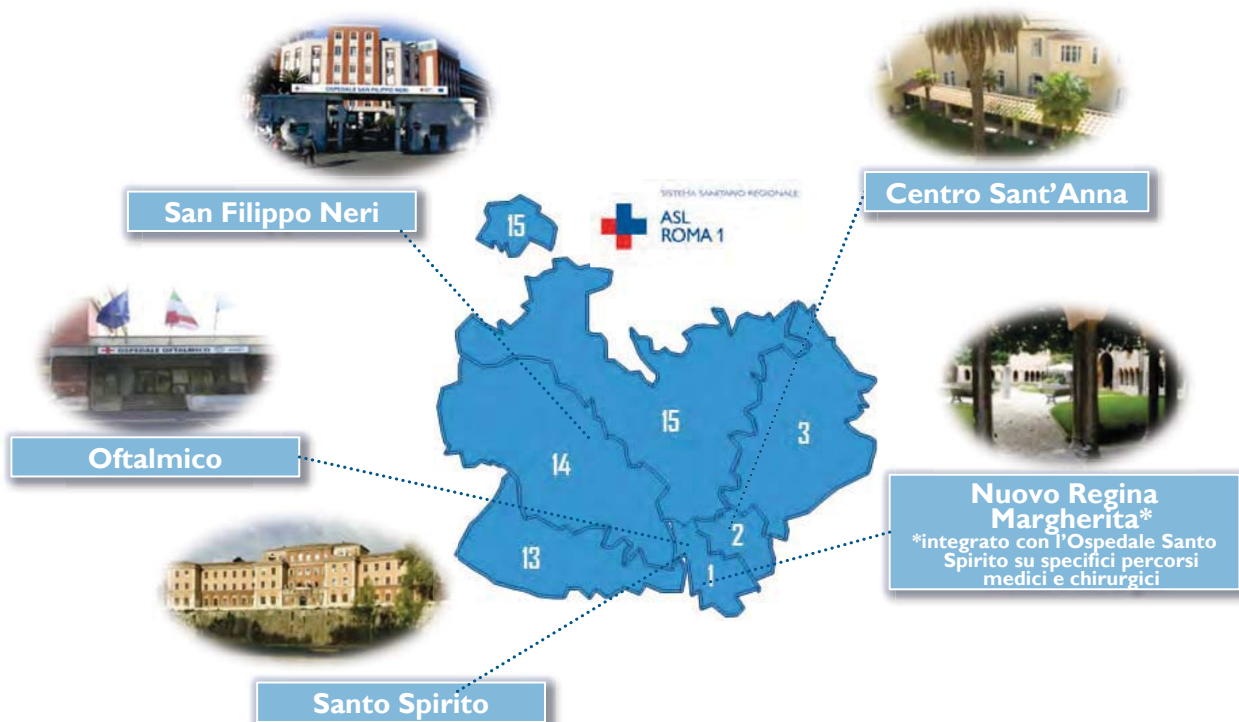 OSPEDALE SAN FILIPPO NERI
San Filippo Neri
Centro Sant'Anna
SISTEMA SANITARIO REGIONALE
ASL
ROMA 1
15
OSPEDALE OFTALMICO
Oftalmico
15
3
14
Nuovo Regina
Margherita*
*integrato con l'Ospedale Santo
Spirito su specifici percorsi
medici e chirurgici
2
13
1
Santo Spirito